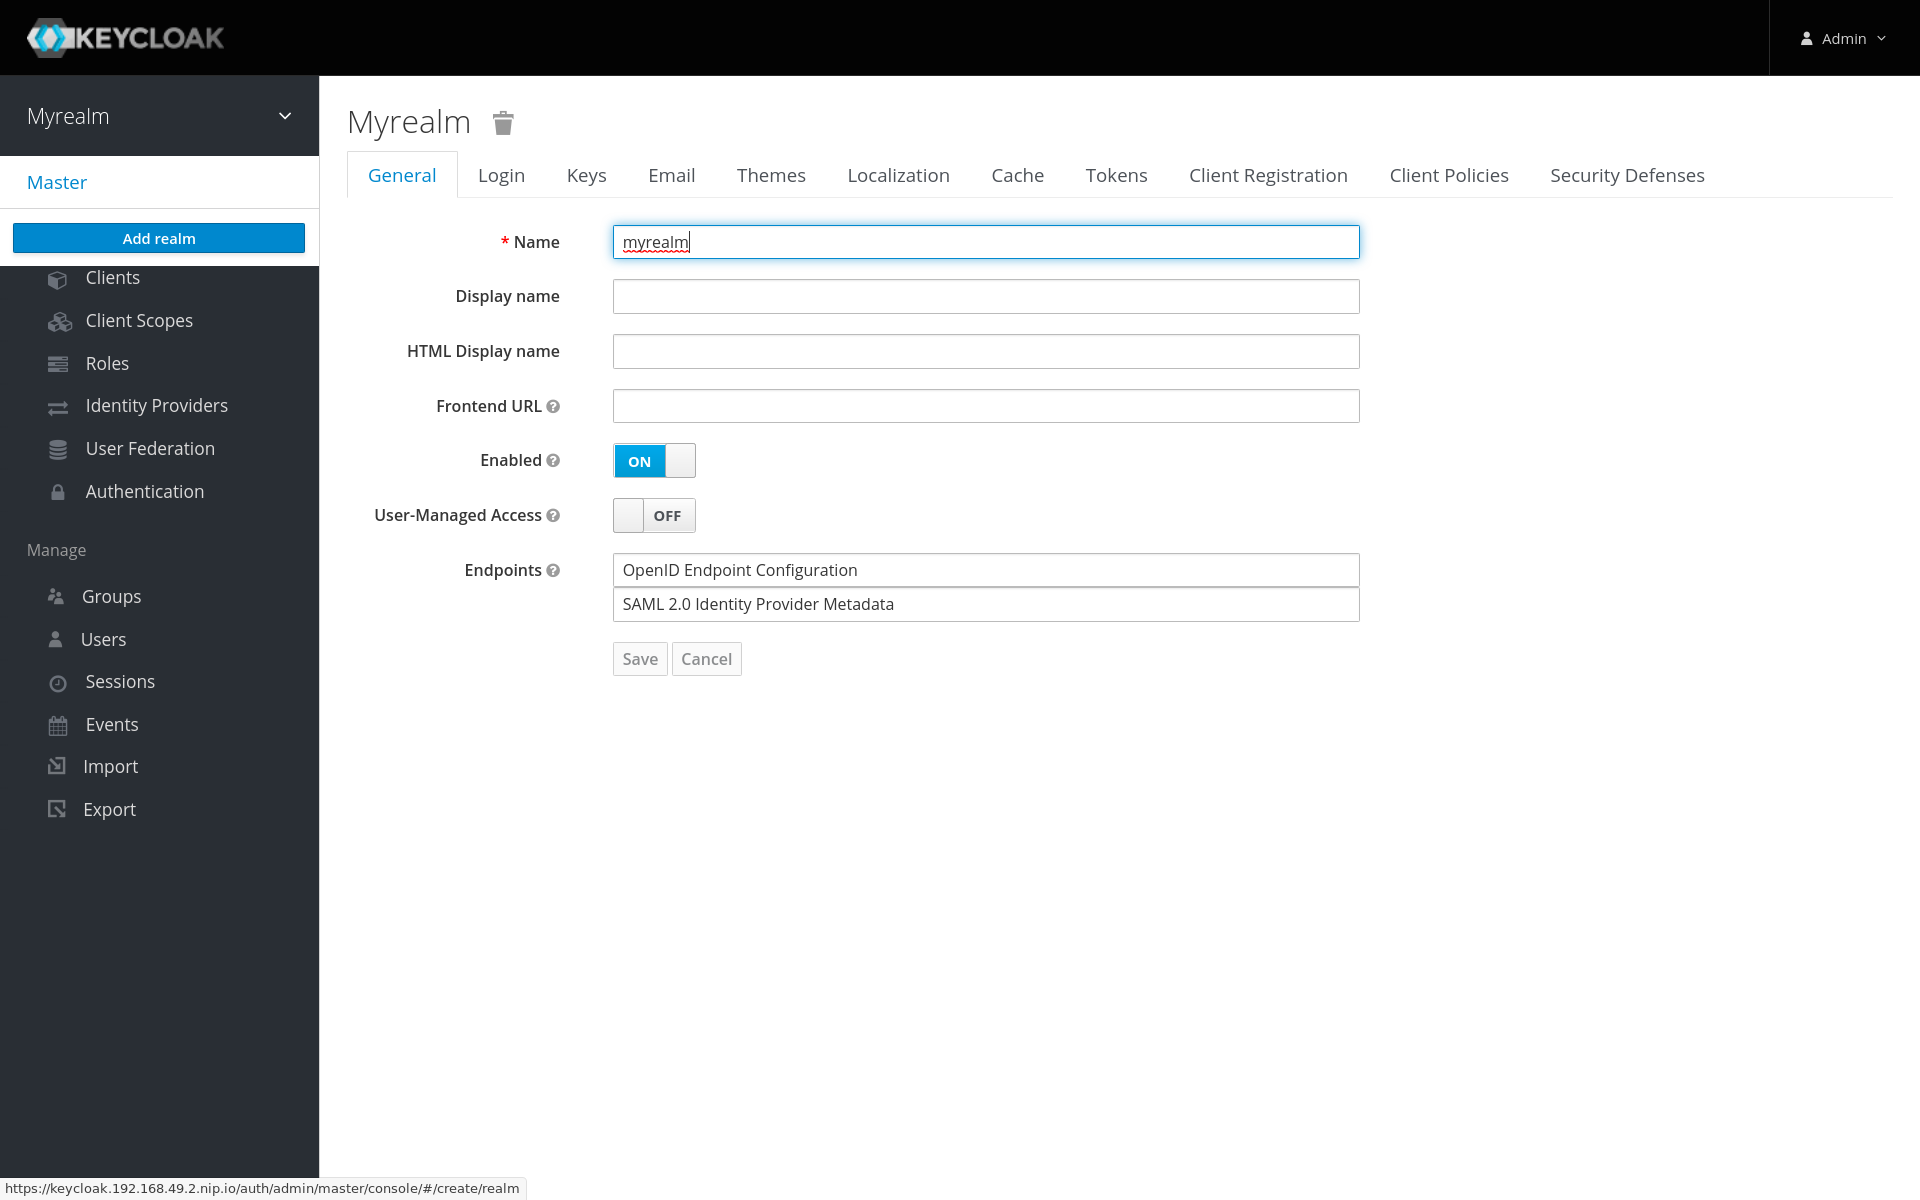 KEYCLOAK
Admin
Myrealm
Master
Add realm
Clients
Client Scopes
Roles
Identity Providers
User Federation
Authentication
Manage
Groups
Users
Sessions
Events
Import
Export
Myrealm
General Login Keys Email Themes Localization Cache Tokens Client Registration Client Policies Security Defenses
* Name myrealm
Display name
HTML Display name
Frontend URL
Enabled ON
User-Managed Access OFF
Endpoints OpenID Endpoint Configuration
SAML 2.0 Identity Provider Metadata
Save Cancel
https://keycloak.192.168.49.2.nip.io/auth/admin/master/console/#/create/realm